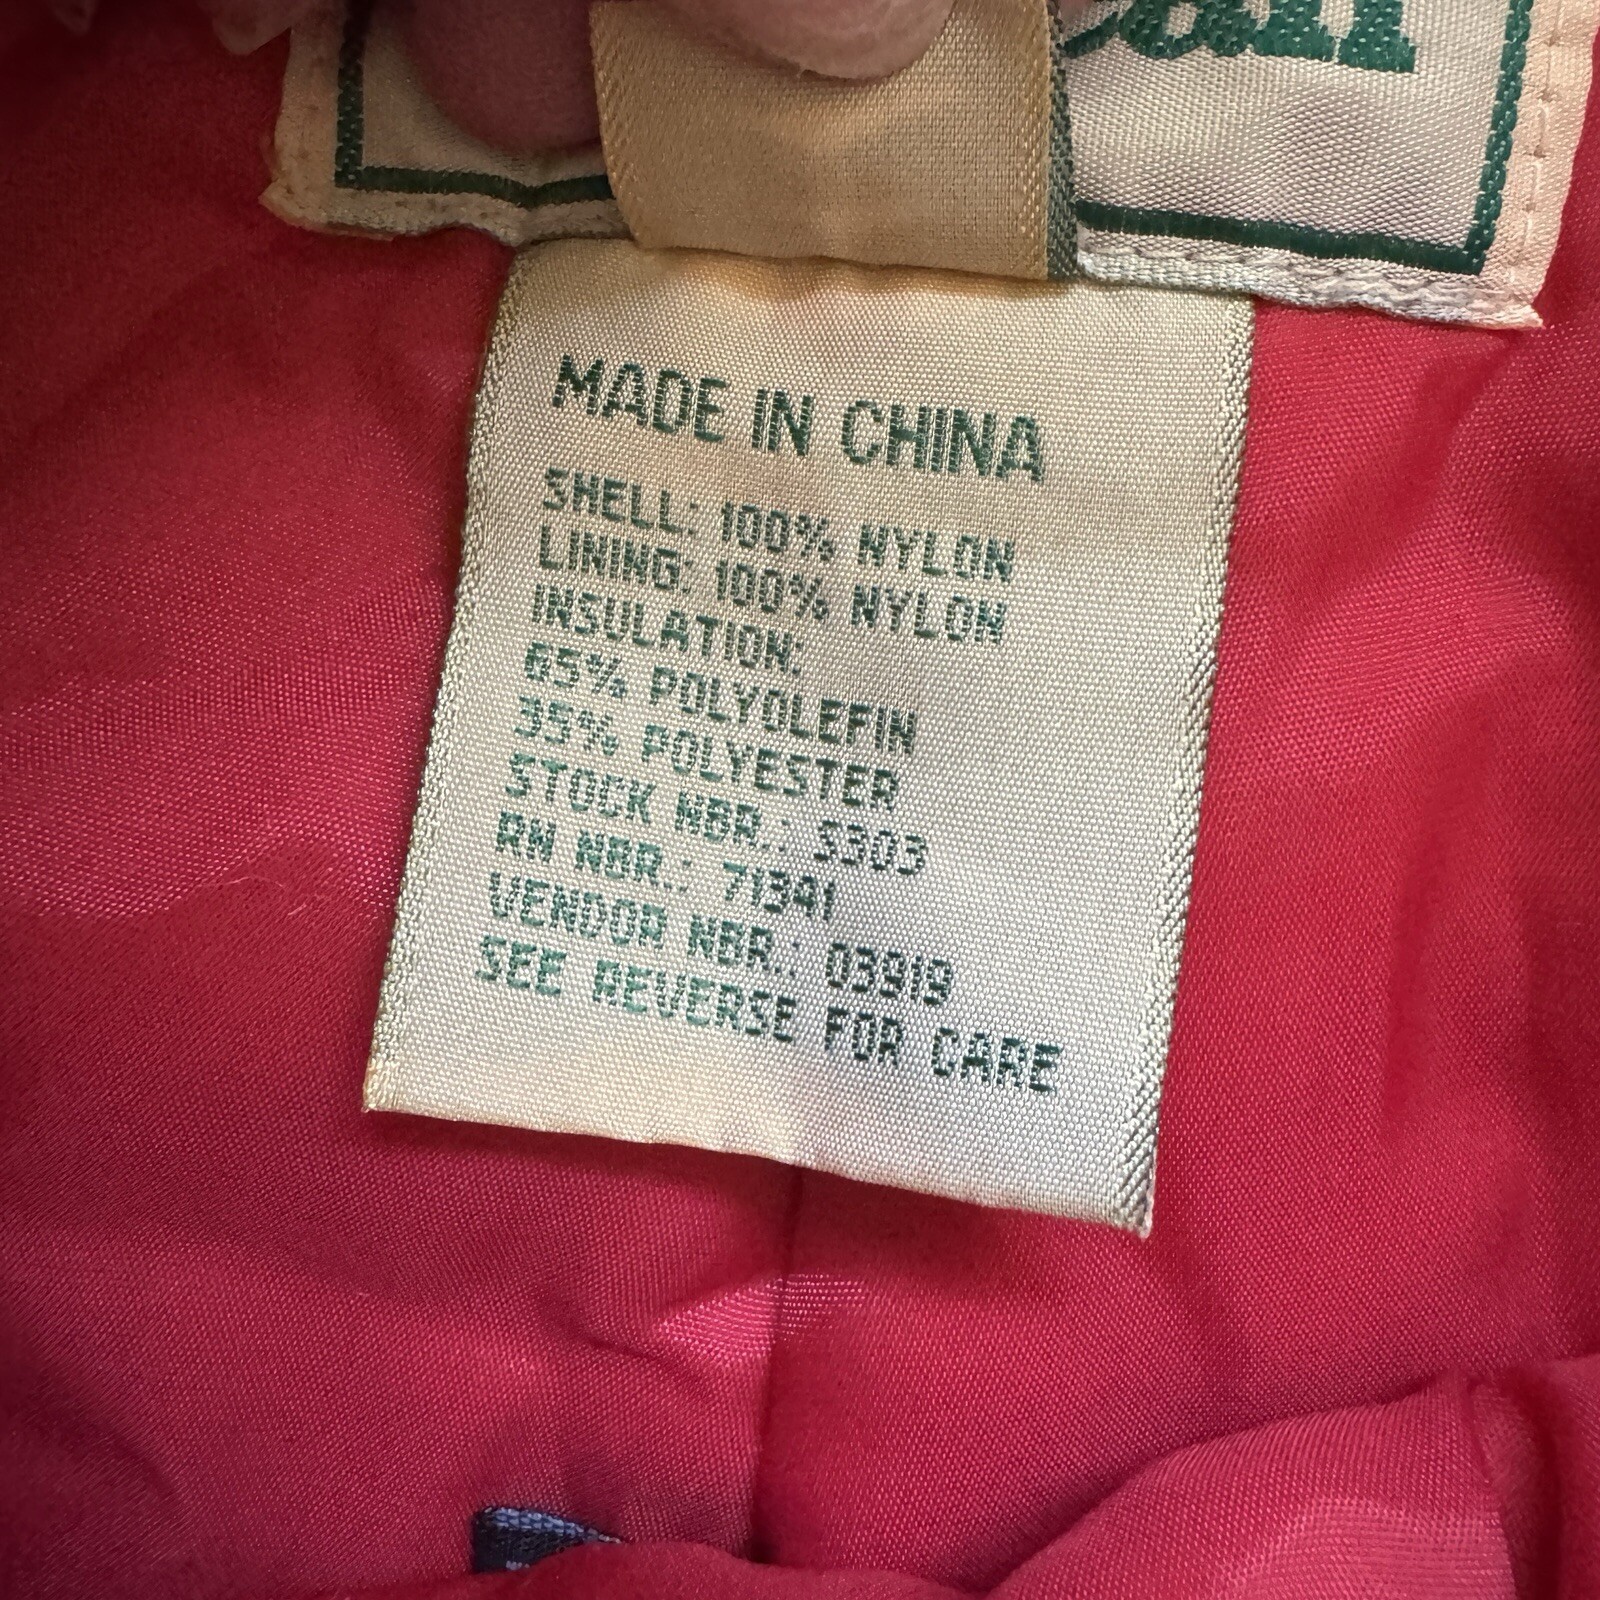 MADE IN CHINA
SHELL: 100% NYLON
LINING: 100% NYLON
INSULATION:
65% POLYOLEFIN
35% POLYESTER
STOCK NBR.: S303
RN NBR.: 71341
VENDOR NBR.: 03919
SEE REVERSE FOR CARE